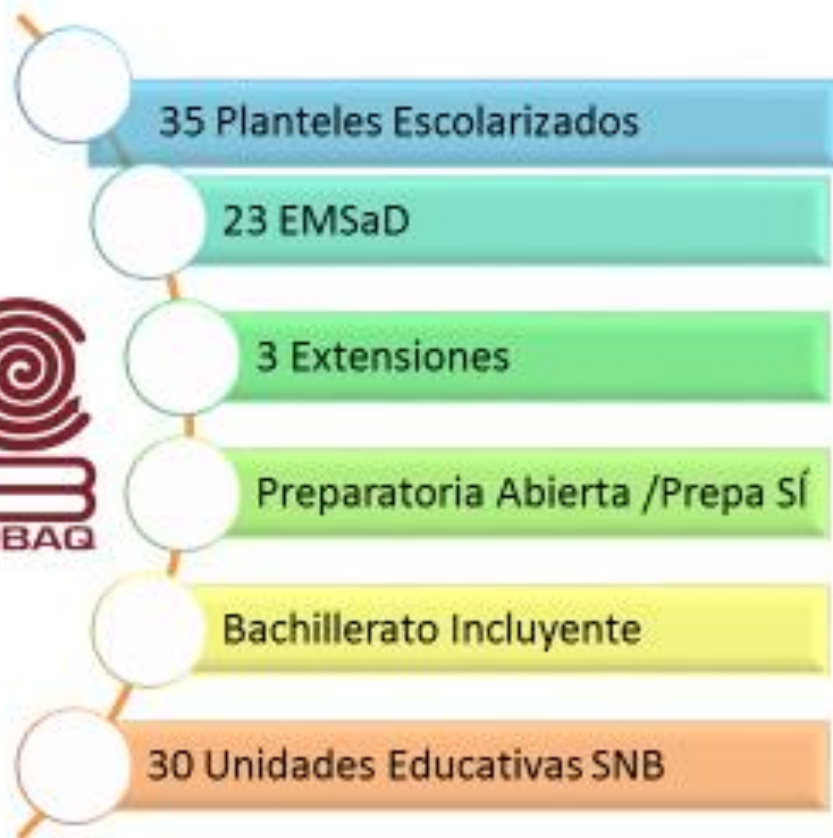 35 Planteles Escolarizados
23 EMSaD
3 Extensiones
Preparatoria Abierta /Prepa SÍ
BAQ
Bachillerato Incluyente
30 Unidades Educativas SNB